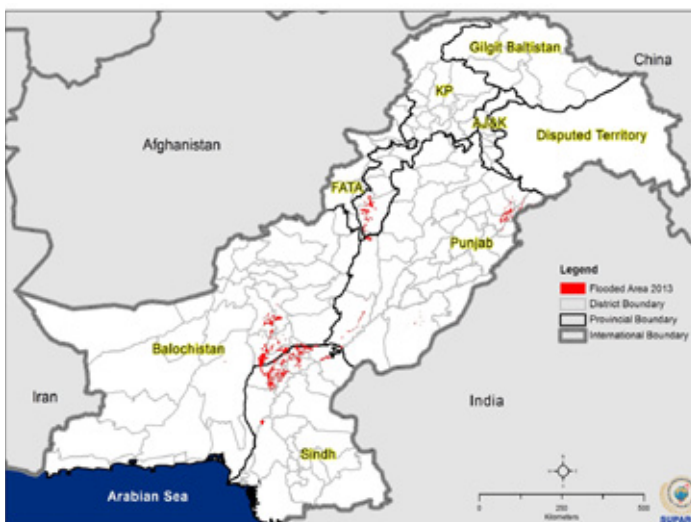 Gilgit Baltistan
China
KP
AJ&K
Afghanistan
Disputed Territory
FATA
Punjab
Legend
Flooded Area 2013
District Boundary
Provincial Boundary
International Boundary
Balochistan
Iran
India
Sindh
Arabian Sea
0
250
500
Kilometers